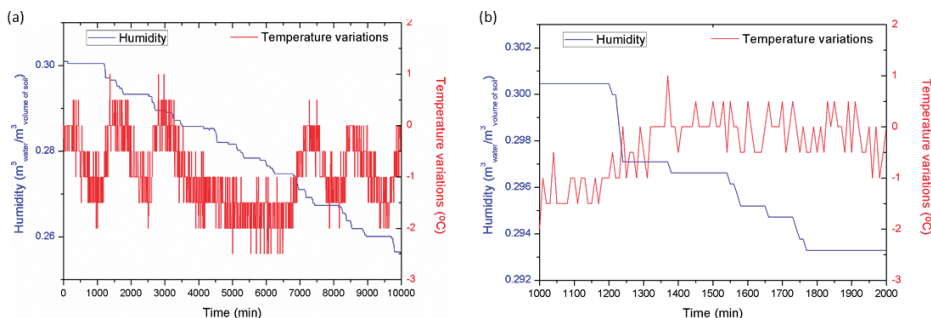 (a)
Humidity
Temperature variations
0.30
0.28
0.26
Humidity (m³water/m³volume of soil)
2
1
0
-1
-2
-3
Temperature variations (ºC)
0 1000 2000 3000 4000 5000 6000 7000 8000 9000 10000
Time (min)
(b)
Humidity
Temperature variations
0.302
0.300
0.298
0.296
0.294
0.292
Humidity (m³water/m³volume of soil)
2
1
0
-1
-2
-3
Temperature variations (ºC)
1000 1100 1200 1300 1400 1500 1600 1700 1800 1900 2000
Time (min)